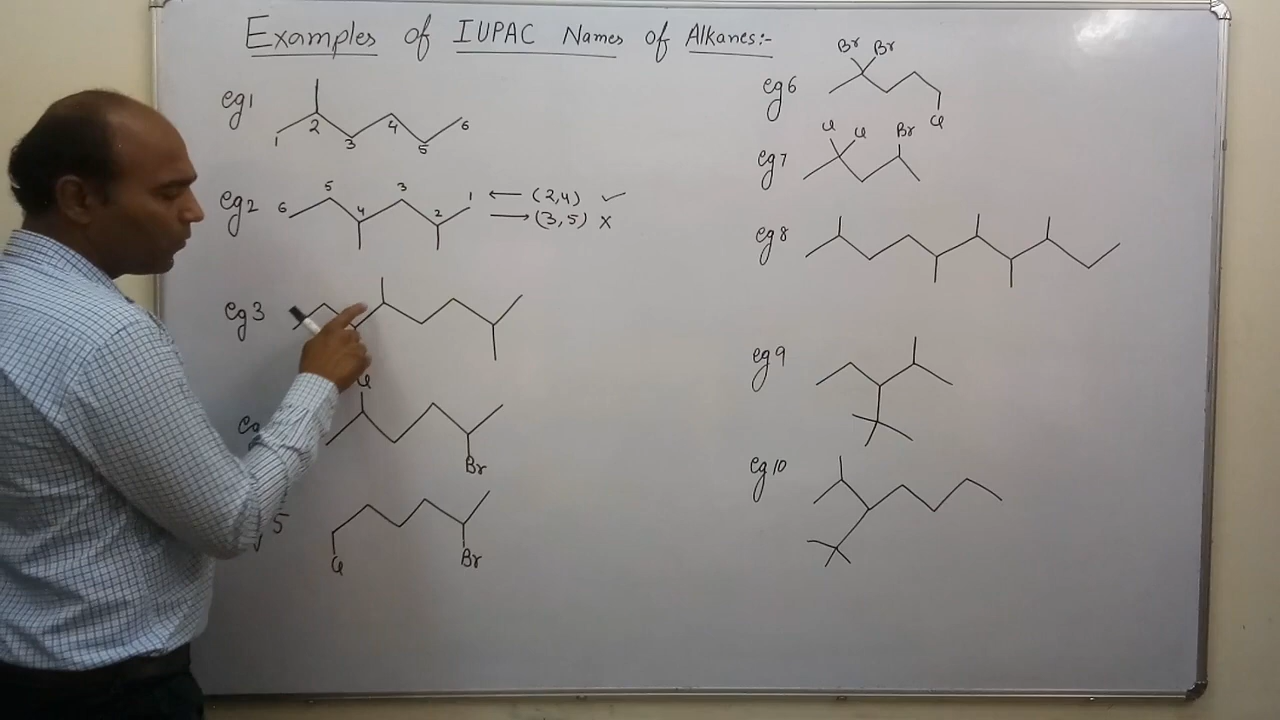 Examples of IUPAC Names of Alkanes:-
eg1
1 2 3 4 5 6
eg2
6 5 4 3 2 1
← (2,4) ✓
→ (3,5) x
eg3
Cl
Br
5
Cl
Br
eg6
Br Br
Cl
eg7
Cl Cl Br
eg8
eg9
eg10